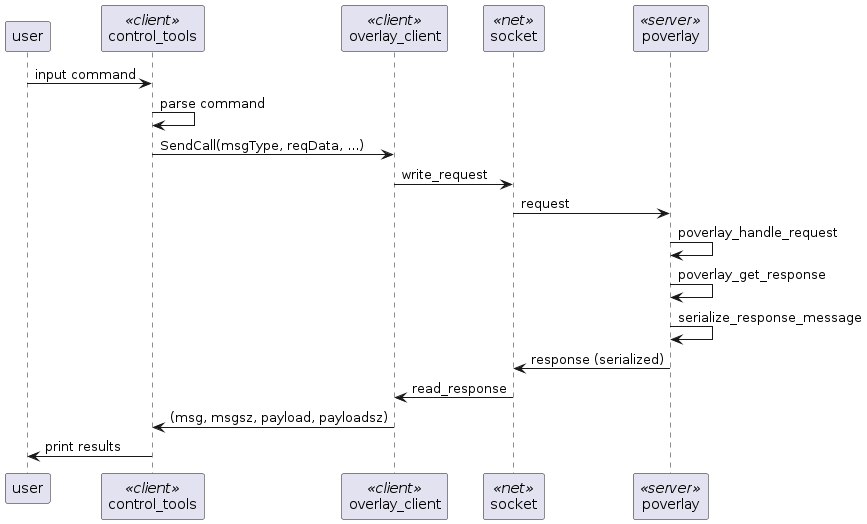 user
«client»
control_tools
«client»
overlay_client
«net»
socket
«server»
poverlay
input command
parse command
SendCall(msgType, reqData, ...)
write_request
request
poverlay_handle_request
poverlay_get_response
serialize_response_message
response (serialized)
read_response
(msg, msgsz, payload, payloadsz)
print results
user
«client»
control_tools
«client»
overlay_client
«net»
socket
«server»
poverlay